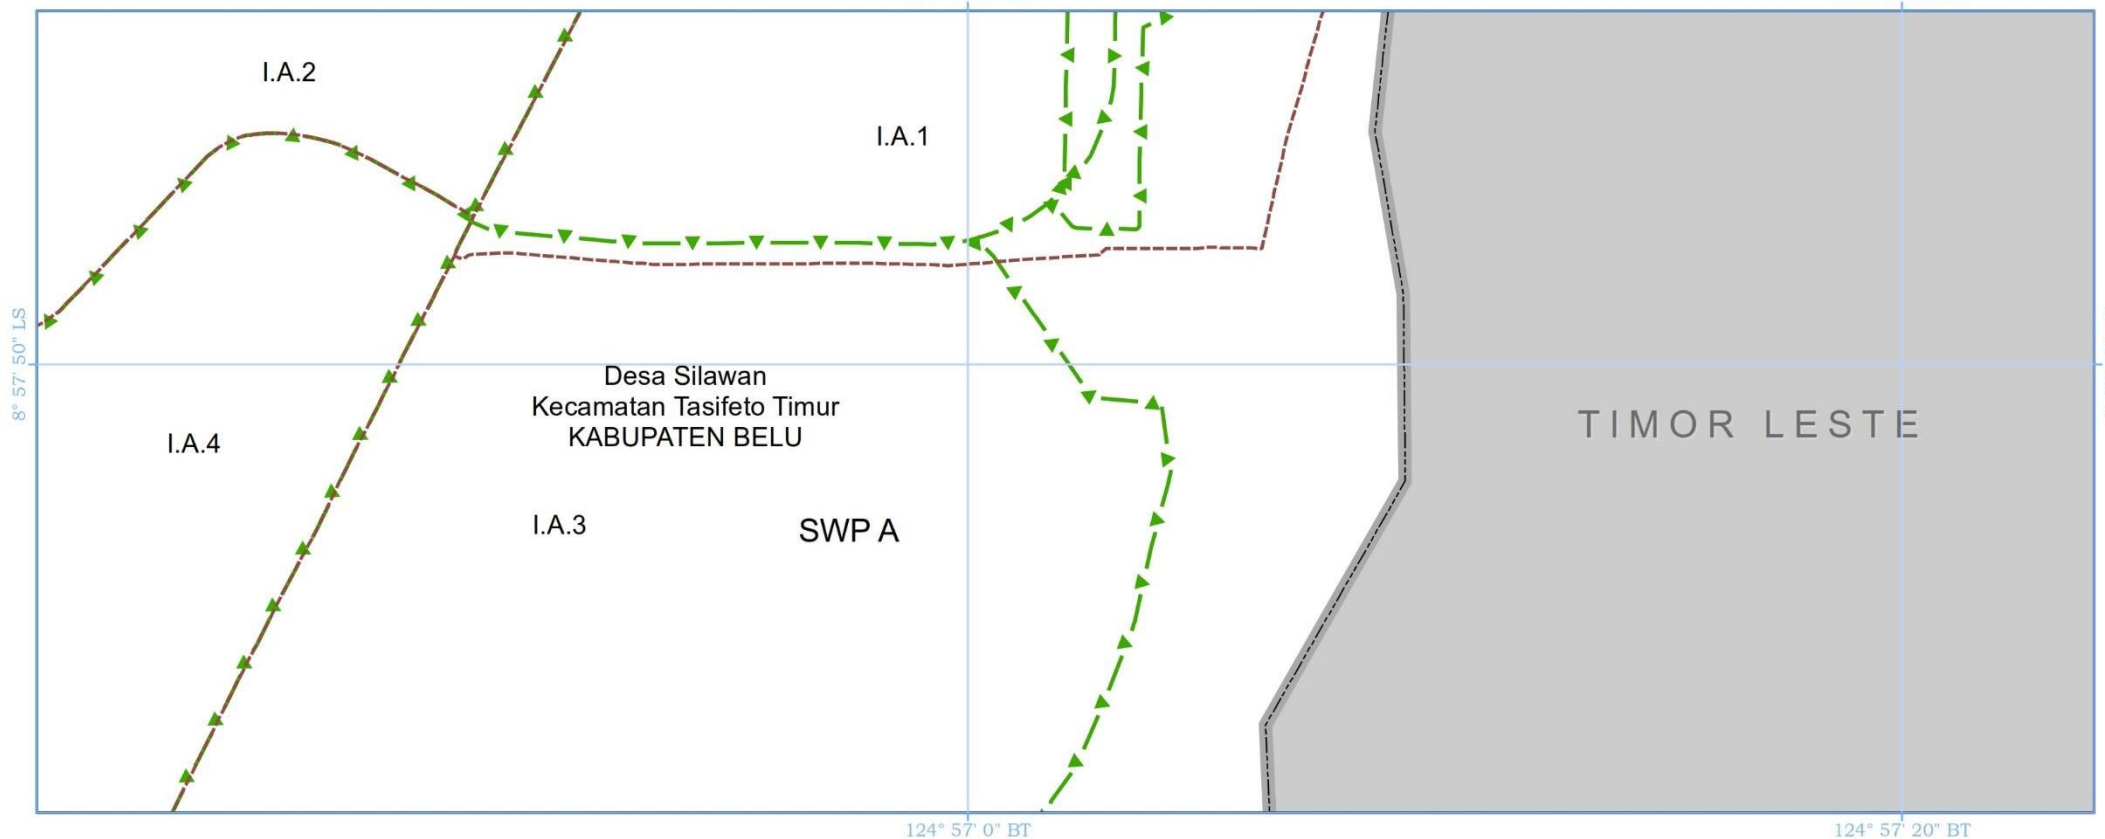 I.A.2
I.A.1
8° 57' 50" LS
Desa Silawan
Kecamatan Tasifeto Timur
KABUPATEN BELU
TIMOR LESTE
I.A.4
I.A.3
SWP A
124° 57' 0" BT
124° 57' 20" BT